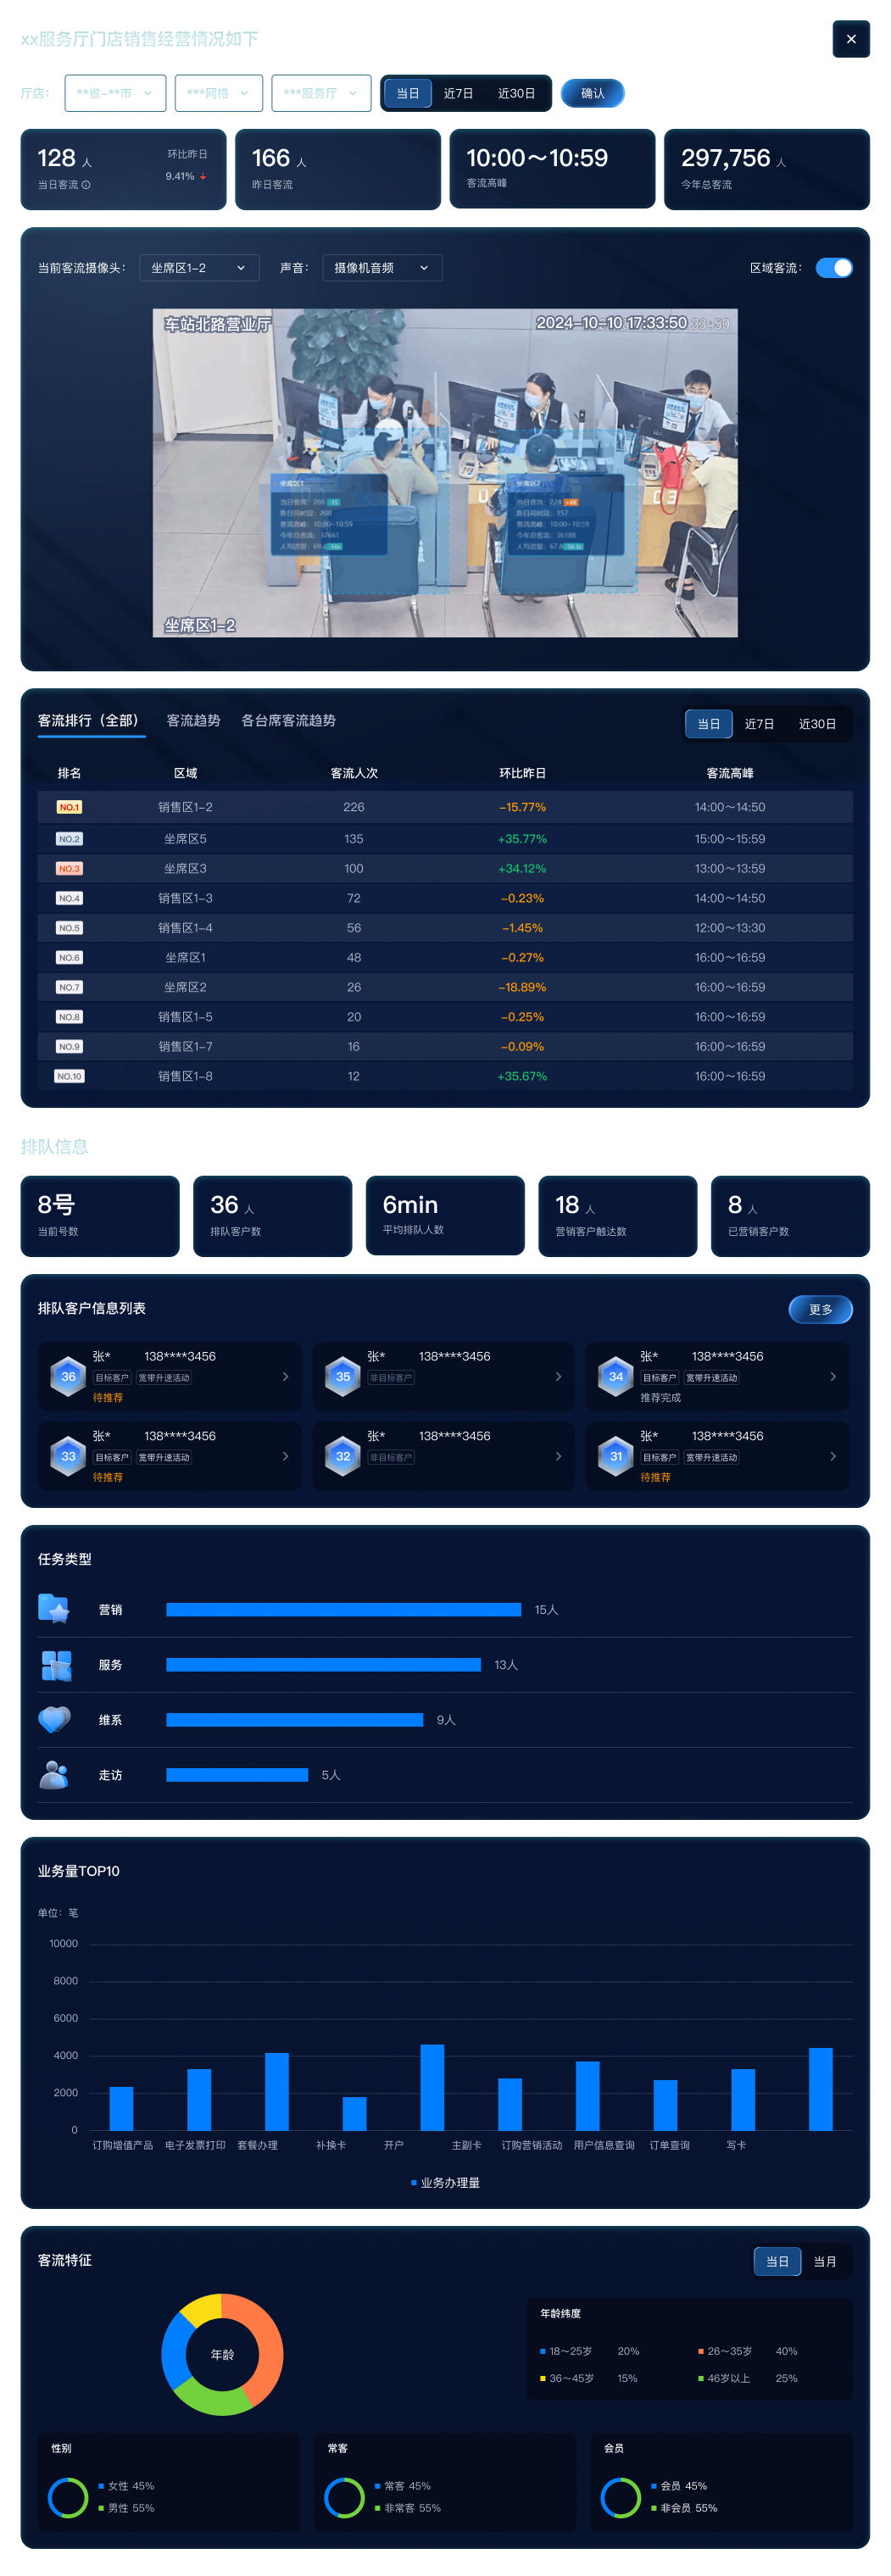 xx服务厅门店销售经营情况如下
厅店： **省-**市 ***网格 ***服务厅 当日 近7日 近30日 确认
128 人 环比昨日
当日客流 9.41%
166 人
昨日客流
10:00～10:59
客流高峰
297,756 人
今年总客流
当前客流摄像头： 坐席区1-2 声音： 摄像机音频 区域客流：
车站北路营业厅 2024-10-10 17:33:50 33:50
坐席区1
当日客流：206
昨日同时段：208
客流高峰：10:00~10:59
今年总客流：37661
坐席区2
当日客流：228
昨日同时段：157
客流高峰：10:00~10:59
今年总客流：36188
03
坐席区1-2
客流排行（全部） 客流趋势 各台席客流趋势 当日 近7日 近30日
排名 区域 客流人次 环比昨日 客流高峰
NO.1 销售区1-2 226 -15.77% 14:00～14:50
NO.2 坐席区5 135 +35.77% 15:00～15:59
NO.3 坐席区3 100 +34.12% 13:00～13:59
NO.4 销售区1-3 72 -0.23% 14:00～14:50
NO.5 销售区1-4 56 -1.45% 12:00～13:30
NO.6 坐席区1 48 -0.27% 16:00～16:59
NO.7 坐席区2 26 -18.89% 16:00～16:59
NO.8 销售区1-5 20 -0.25% 16:00～16:59
NO.9 销售区1-7 16 -0.09% 16:00～16:59
NO.10 销售区1-8 12 +35.67% 16:00～16:59
排队信息
8号
当前号数
36 人
排队客户数
6min
平均排队人数
18 人
营销客户触达数
8 人
已营销客户数
排队客户信息列表 更多
36 张* 138****3456
目标客户 宽带升速活动
待推荐
35 张* 138****3456
非目标客户
34 张* 138****3456
目标客户 宽带升速活动
推荐完成
33 张* 138****3456
目标客户 宽带升速活动
待推荐
32 张* 138****3456
非目标客户
31 张* 138****3456
目标客户 宽带升速活动
待推荐
任务类型
营销 15人
服务 13人
维系 9人
走访 5人
业务量TOP10
单位：笔
10000
8000
6000
4000
2000
0
订购增值产品 电子发票打印 套餐办理 补换卡 开户 主副卡 订购营销活动 用户信息查询 订单查询 写卡
业务办理量
客流特征 当日 当月
年龄
年龄纬度
18～25岁 20% 26～35岁 40%
36～45岁 15% 46岁以上 25%
性别
女性 45%
男性 55%
常客
常客 45%
非常客 55%
会员
会员 45%
非会员 55%